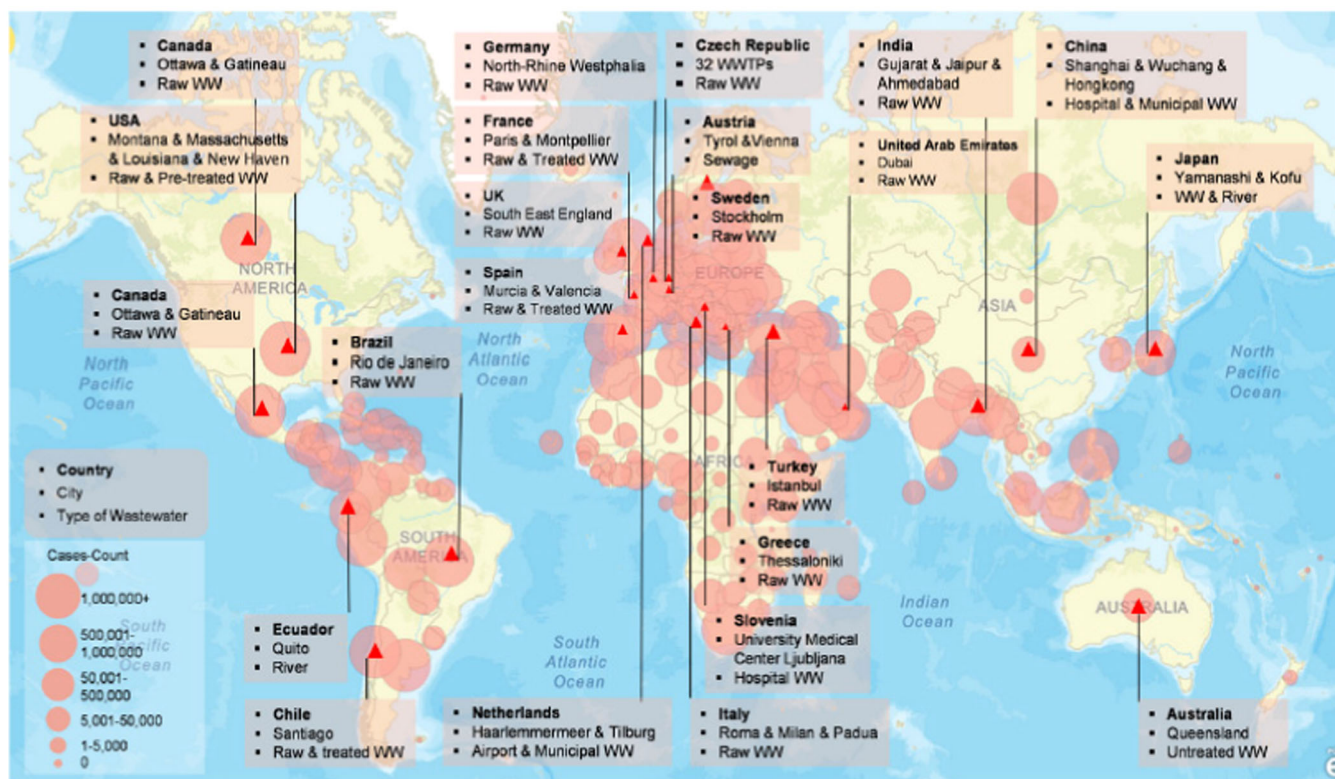 Canada
Ottawa & Gatineau
Raw WW
USA
Montana & Massachusetts
& Louisiana & New Haven
Raw & Pre-treated WW
Germany
North-Rhine Westphalia
Raw WW
France
Paris & Montpellier
Raw & Treated WW
UK
South East England
Raw WW
Spain
Murcia & Valencia
Raw & Treated WW
Czech Republic
32 WWTPs
Raw WW
Austria
Tyrol &Vienna
Sewage
Sweden
Stockholm
Raw WW
India
Gujarat & Jaipur &
Ahmedabad
Raw WW
United Arab Emirates
Dubai
Raw WW
China
Shanghai & Wuchang &
Hongkong
Hospital & Municipal WW
Japan
Yamanashi & Kofu
WW & River
NORTH
AMERICA
EUROPE
ASIA
Canada
Ottawa & Gatineau
Raw WW
Brazil
Rio de Janeiro
Raw WW
North
Pacific
Ocean
North
Atlantic
Ocean
North
Pacific
Ocean
Country
City
Type of Wastewater
Cases-Count
1,000,000+
500,001-
1,000,000
50,001-
500,000
5,001-50,000
1-5,000
0
South
Pacific
Ocean
SOUTH
AMERICA
AFRICA
Turkey
Istanbul
Raw WW
Greece
Thessaloniki
Raw WW
Slovenia
University Medical
Center Ljubljana
Hospital WW
Indian
Ocean
AUSTRALIA
South
Atlantic
Ocean
Ecuador
Quito
River
Chile
Santiago
Raw & treated WW
Netherlands
Haarlemmermeer & Tilburg
Airport & Municipal WW
Italy
Roma & Milan & Padua
Raw WW
Australia
Queensland
Untreated WW